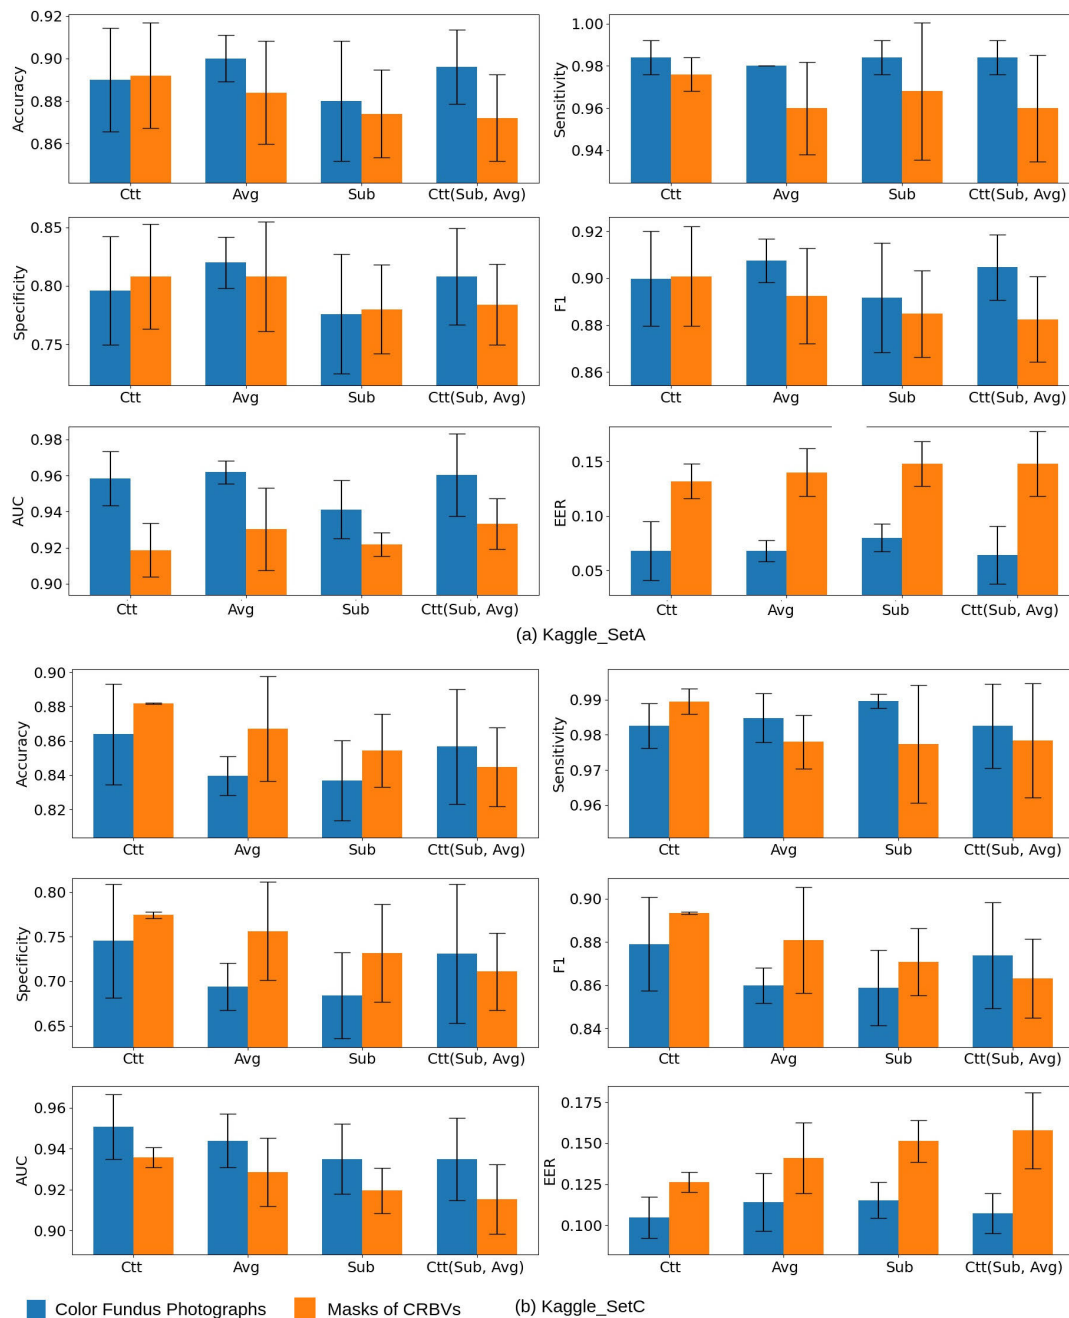 0.92
0.90
0.88
0.86
Accuracy
Ctt Avg Sub Ctt(Sub, Avg)
1.00
0.98
0.96
0.94
Sensitivity
Ctt Avg Sub Ctt(Sub, Avg)
0.85
0.80
0.75
Specificity
Ctt Avg Sub Ctt(Sub, Avg)
0.92
0.90
0.88
0.86
F1
Ctt Avg Sub Ctt(Sub, Avg)
0.98
0.96
0.94
0.92
0.90
AUC
Ctt Avg Sub Ctt(Sub, Avg)
0.15
0.10
0.05
EER
Ctt Avg Sub Ctt(Sub, Avg)
(a) Kaggle_SetA
0.90
0.88
0.86
0.84
0.82
Accuracy
Ctt Avg Sub Ctt(Sub, Avg)
0.99
0.98
0.97
0.96
Sensitivity
Ctt Avg Sub Ctt(Sub, Avg)
0.80
0.75
0.70
0.65
Specificity
Ctt Avg Sub Ctt(Sub, Avg)
0.90
0.88
0.86
0.84
F1
Ctt Avg Sub Ctt(Sub, Avg)
0.96
0.94
0.92
0.90
AUC
Ctt Avg Sub Ctt(Sub, Avg)
0.175
0.150
0.125
0.100
EER
Ctt Avg Sub Ctt(Sub, Avg)
Color Fundus Photographs Masks of CRBVs (b) Kaggle_SetC